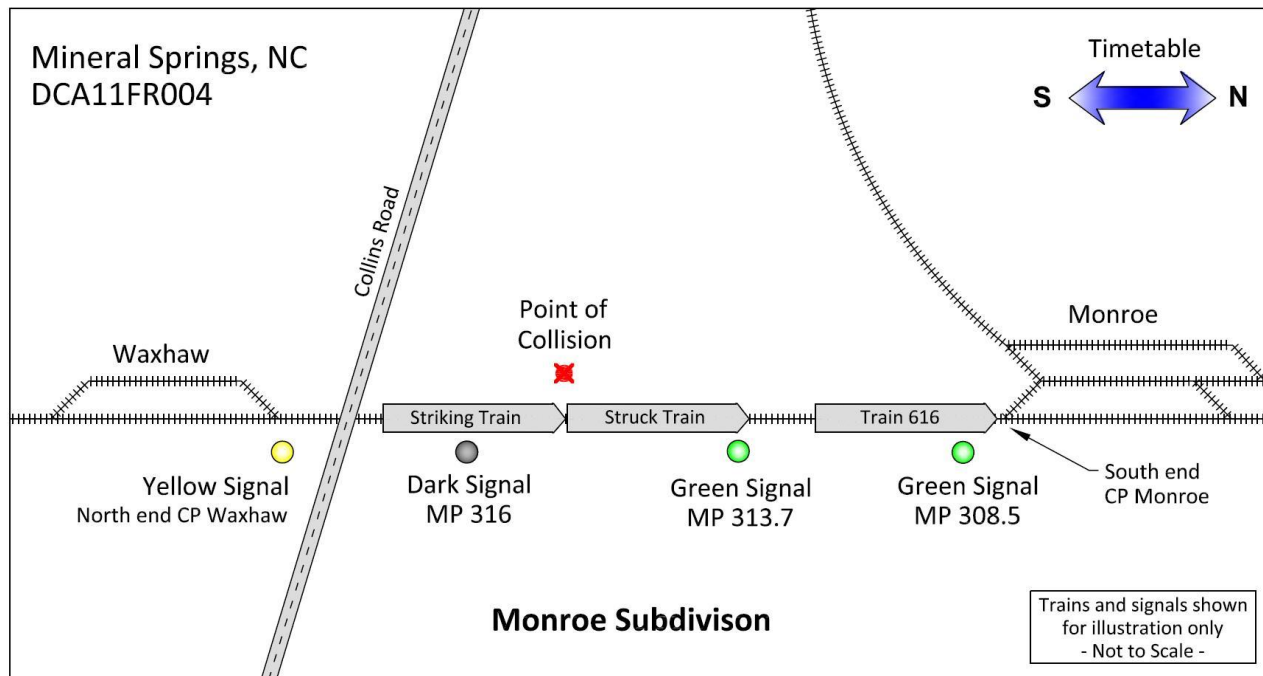 Mineral Springs, NC
DCA11FR004
Timetable
S
N
Collins Road
Point of
Collision
Waxhaw
Monroe
Striking Train
Struck Train
Train 616
Yellow Signal
North end CP Waxhaw
Dark Signal
MP 316
Green Signal
MP 313.7
Green Signal
MP 308.5
South end
CP Monroe
Monroe Subdivison
Trains and signals shown
for illustration only
- Not to Scale -